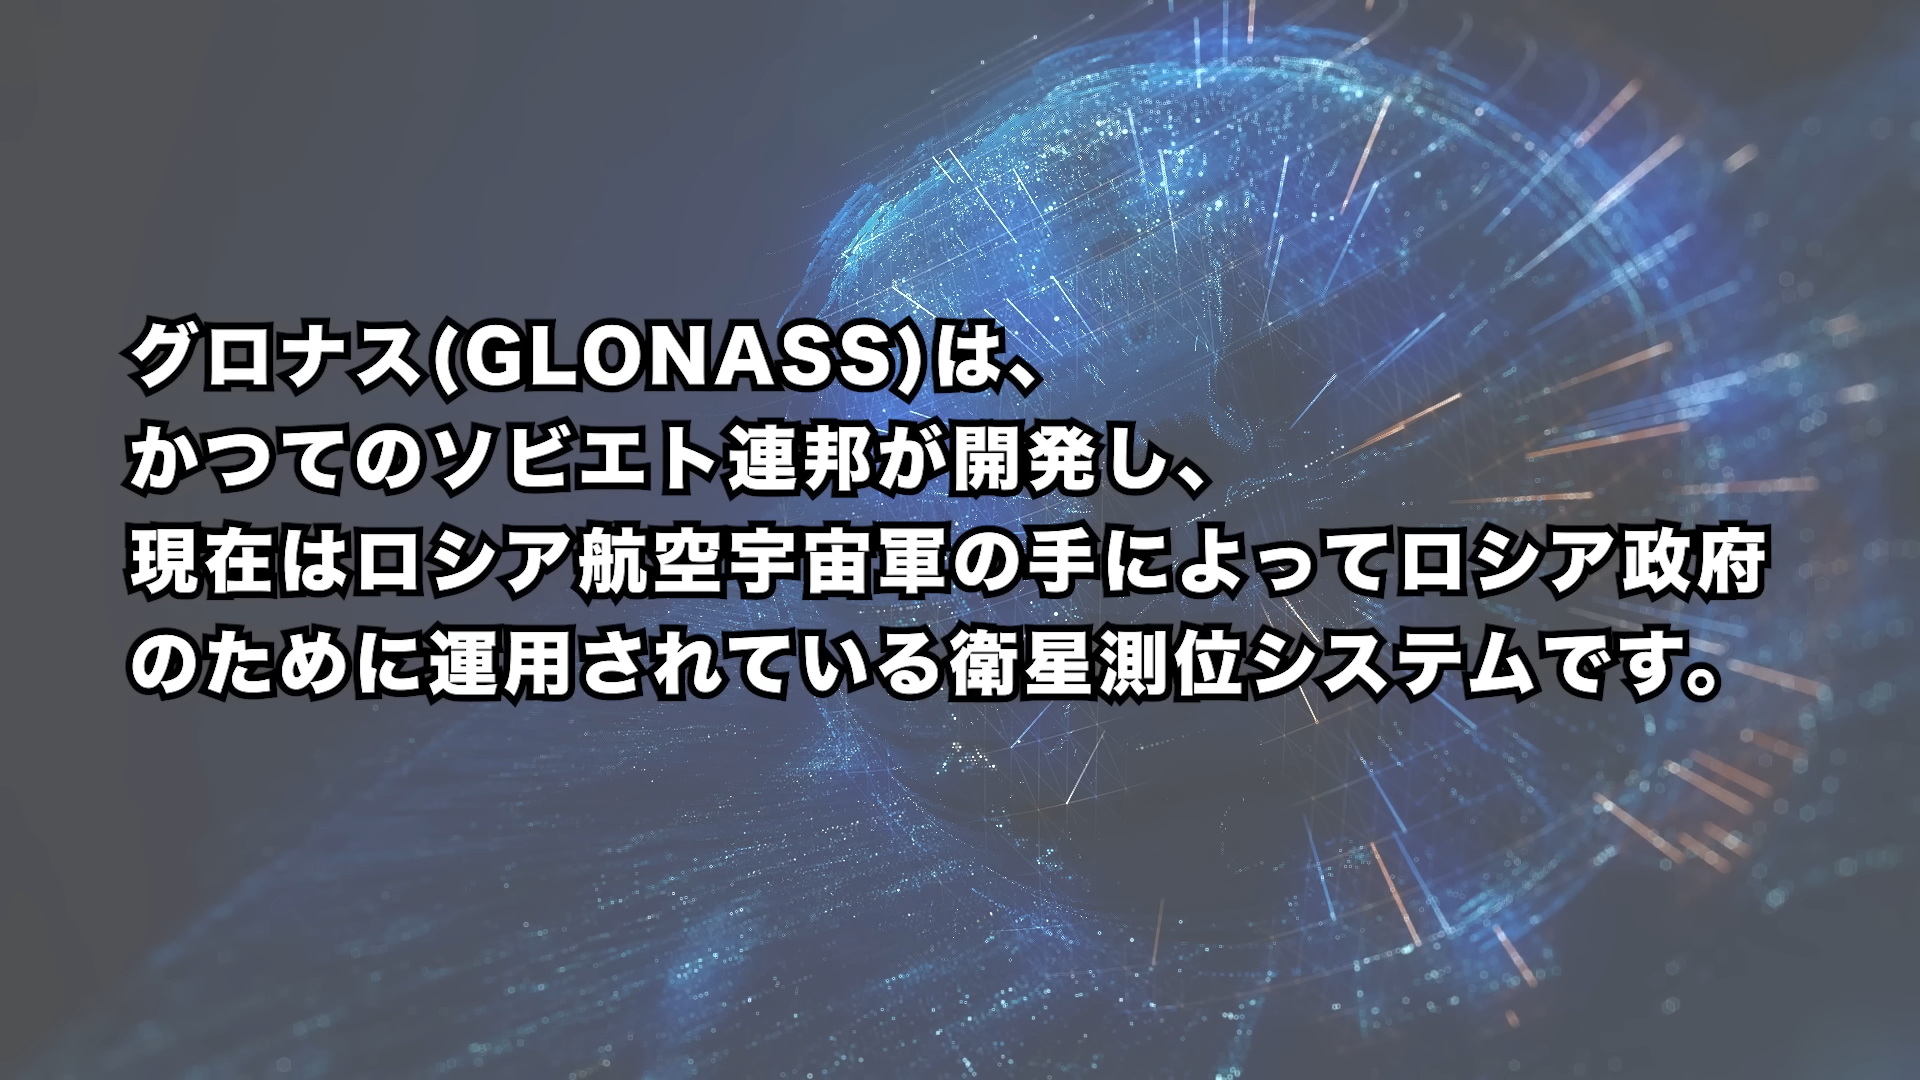 グロナス(GLONASS)は、
かつてのソビエト連邦が開発し、
現在はロシア航空宇宙軍の手によってロシア政府
のために運用されている衛星測位システムです。